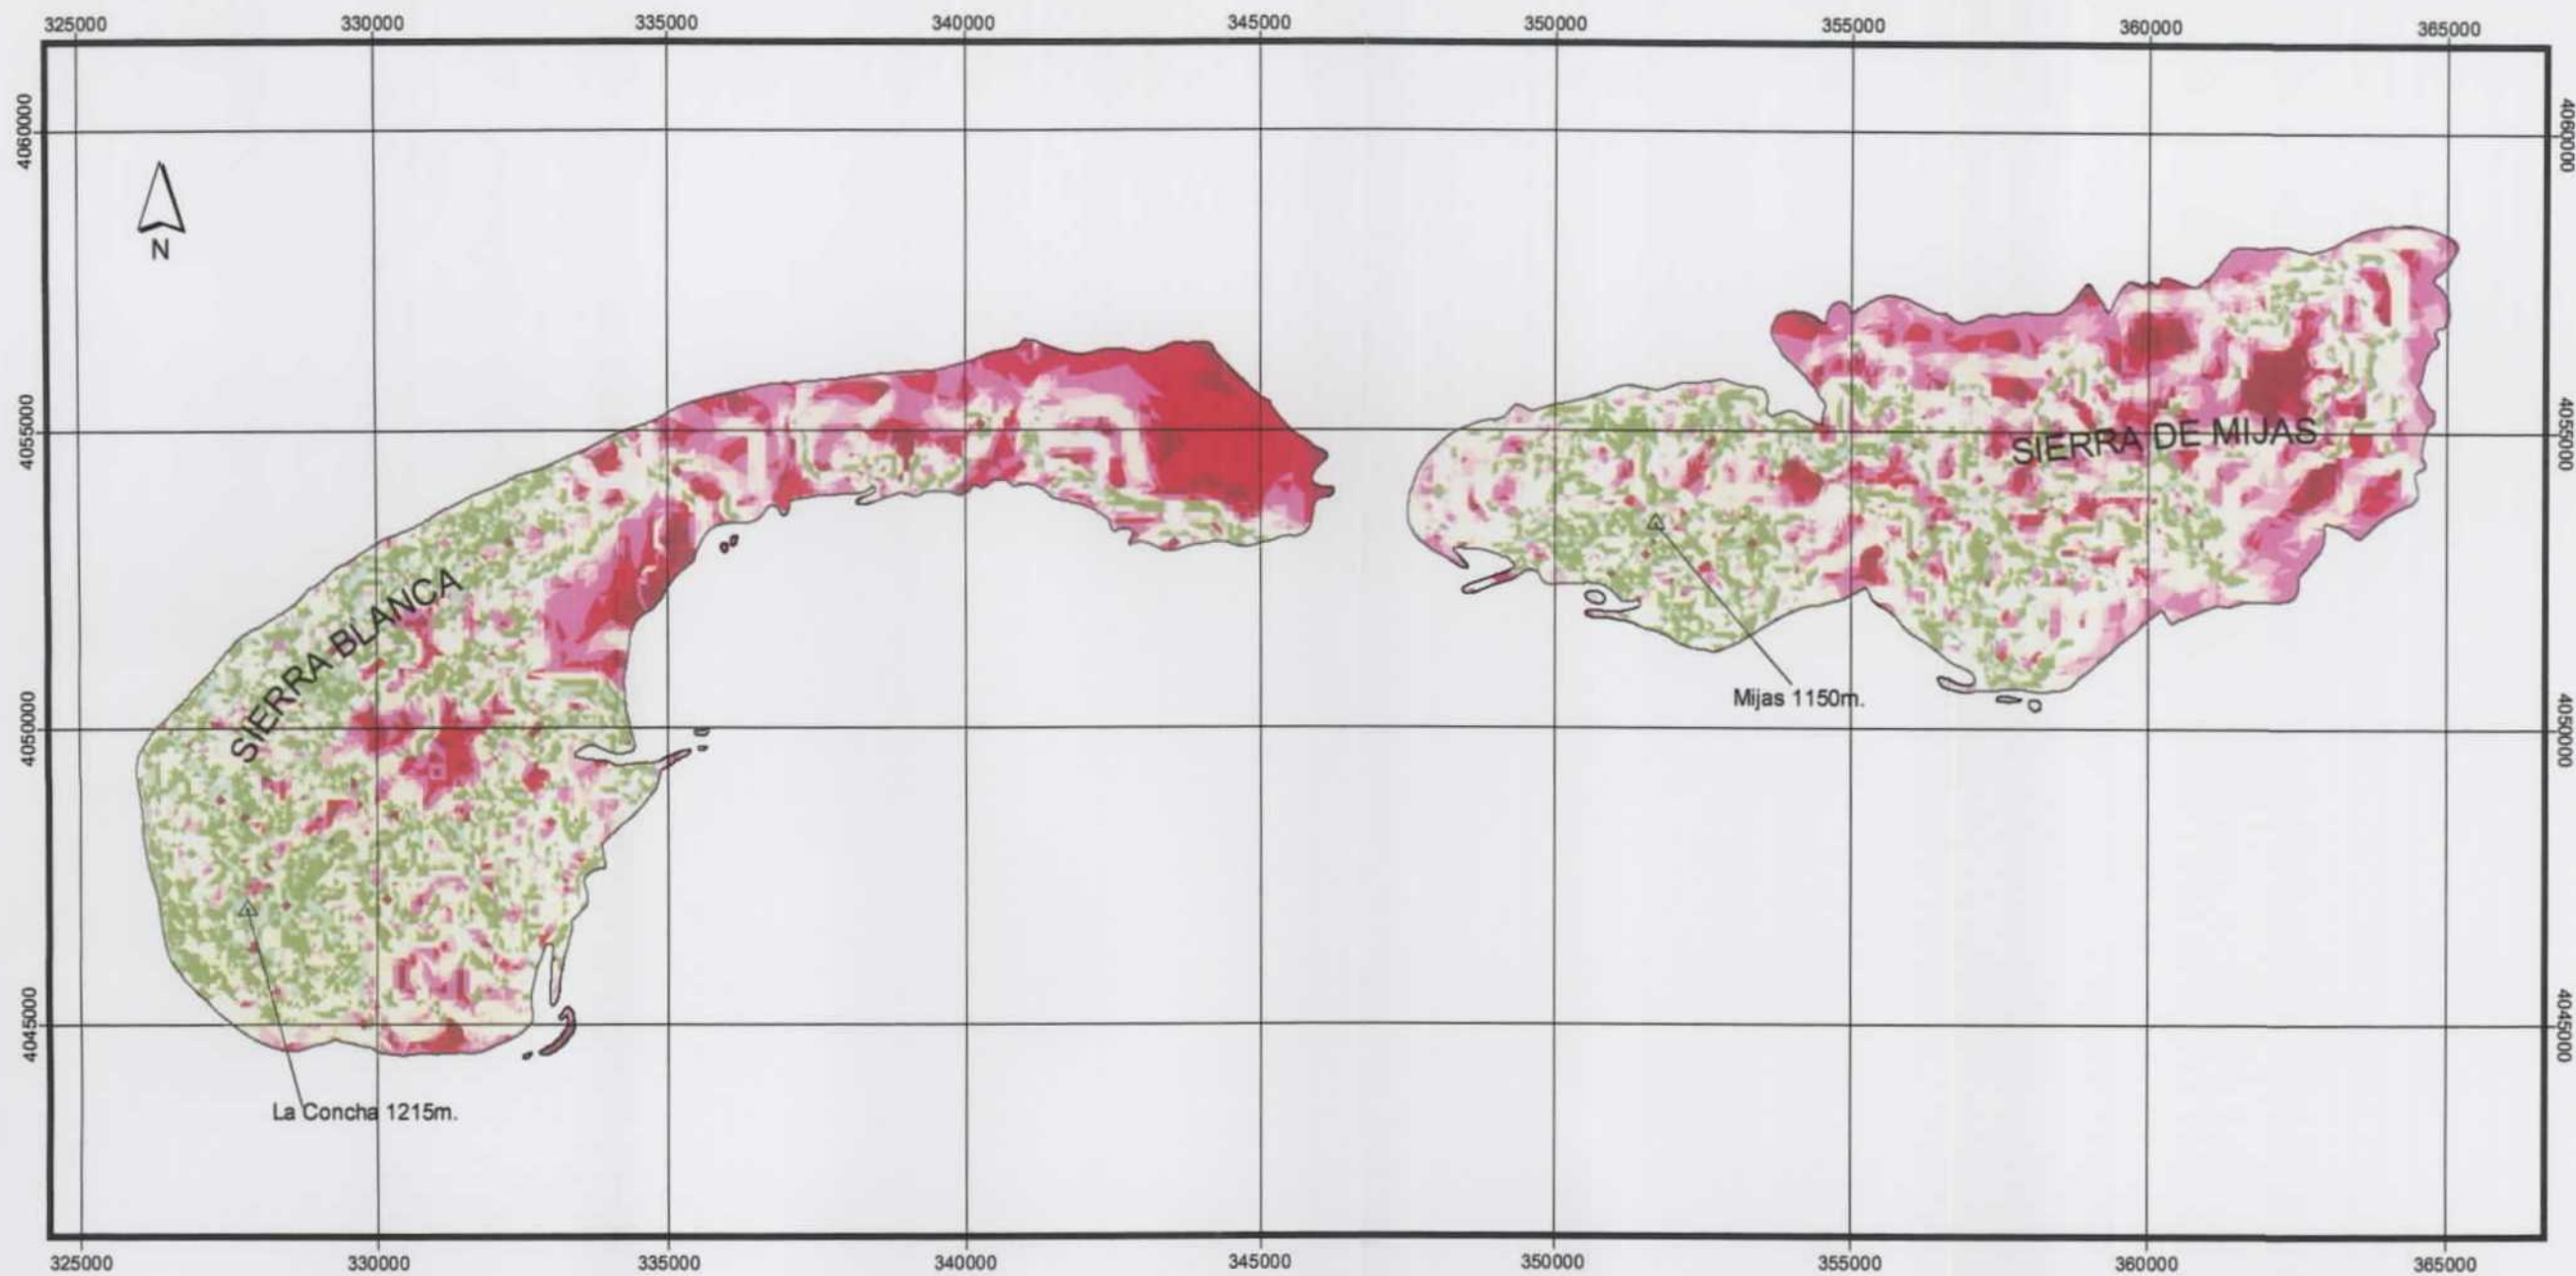 325000 330000 335000 340000 345000 350000 355000 360000 365000
4060000 4060000
N
4055000 SIERRA DE MIJAS 4055000
SIERRA BLANCA
Mijas 1150m.
4050000 4050000
4045000 4045000
La Concha 1215m.
325000 330000 335000 340000 345000 350000 355000 360000 365000